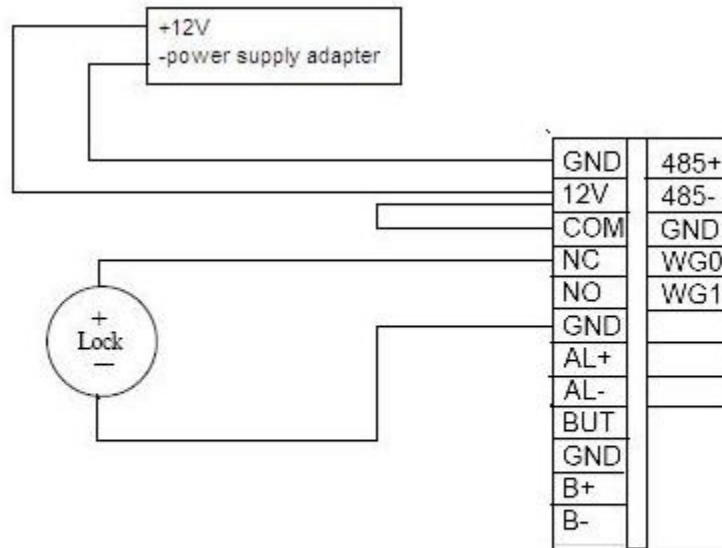 +12V
-power supply adapter
GND 485+
12V 485-
COM GND
NC WG0
NO WG1
GND
AL+
AL-
BUT
GND
B+
B-
+
Lock
—